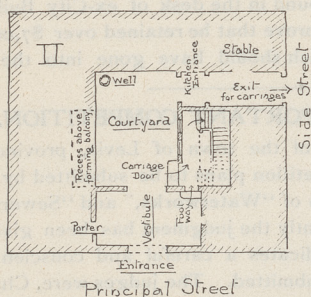 II
Stable
Well
Kitchen
Entrance
Exit
for carriages
Side Street
Courtyard
Recess above
forming balcony
Carriage
Door
Foot
way
Vestibule
Porter
Entrance
Principal Street